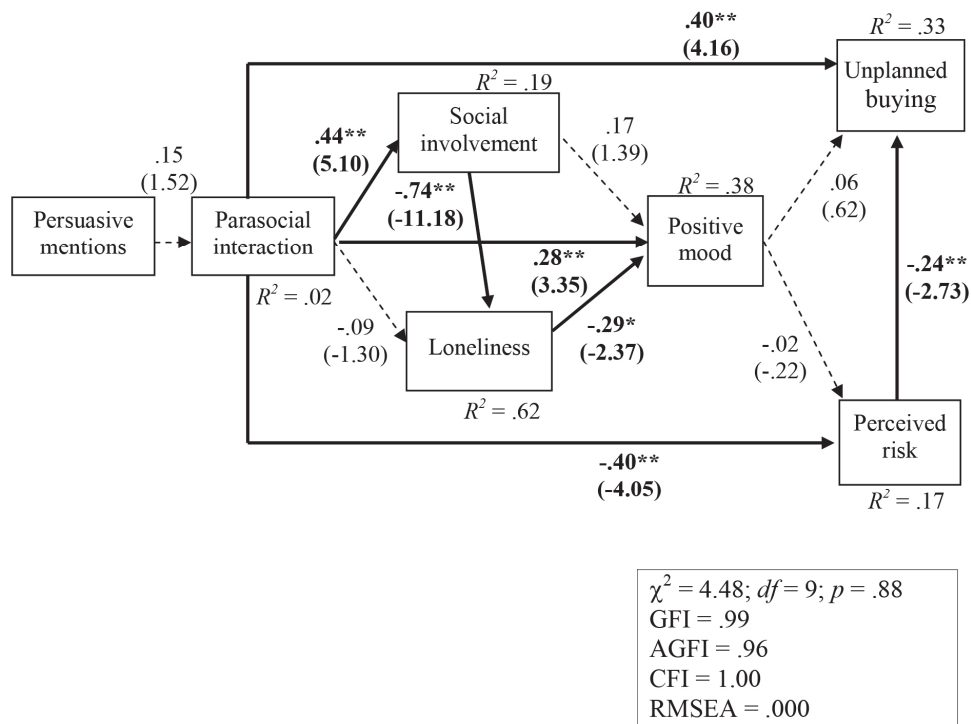 .40**
(4.16)
R² = .33
Unplanned
buying
R² = .19
Social
involvement
.44**
(5.10)
.17
(1.39)
.15
(1.52)
-.74**
(-11.18)
R² = .38
.06
(.62)
Persuasive
mentions
Parasocial
interaction
Positive
mood
.28**
(3.35)
-.24**
(-2.73)
R² = .02
-.09
(-1.30)
Loneliness
-.29*
(-2.37)
-.02
(-.22)
R² = .62
Perceived
risk
-.40**
(-4.05)
R² = .17
χ² = 4.48; df = 9; p = .88
GFI = .99
AGFI = .96
CFI = 1.00
RMSEA = .000